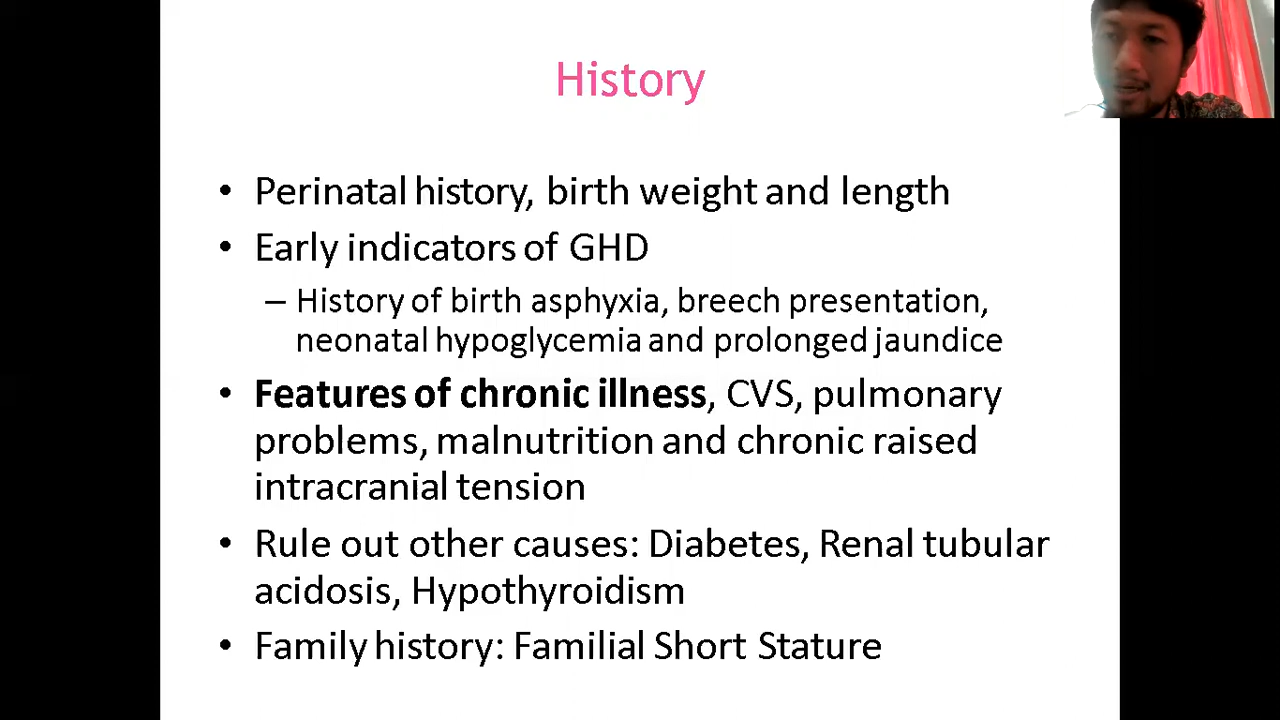 History
• Perinatal history, birth weight and length
• Early indicators of GHD
– History of birth asphyxia, breech presentation,
neonatal hypoglycemia and prolonged jaundice
• Features of chronic illness, CVS, pulmonary
problems, malnutrition and chronic raised
intracranial tension
• Rule out other causes: Diabetes, Renal tubular
acidosis, Hypothyroidism
• Family history: Familial Short Stature